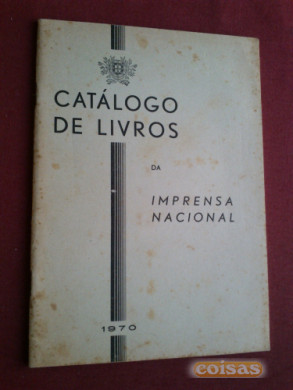 CATÁLOGO
DE LIVROS
DA
IMPRENSA
NACIONAL
1970
coisas